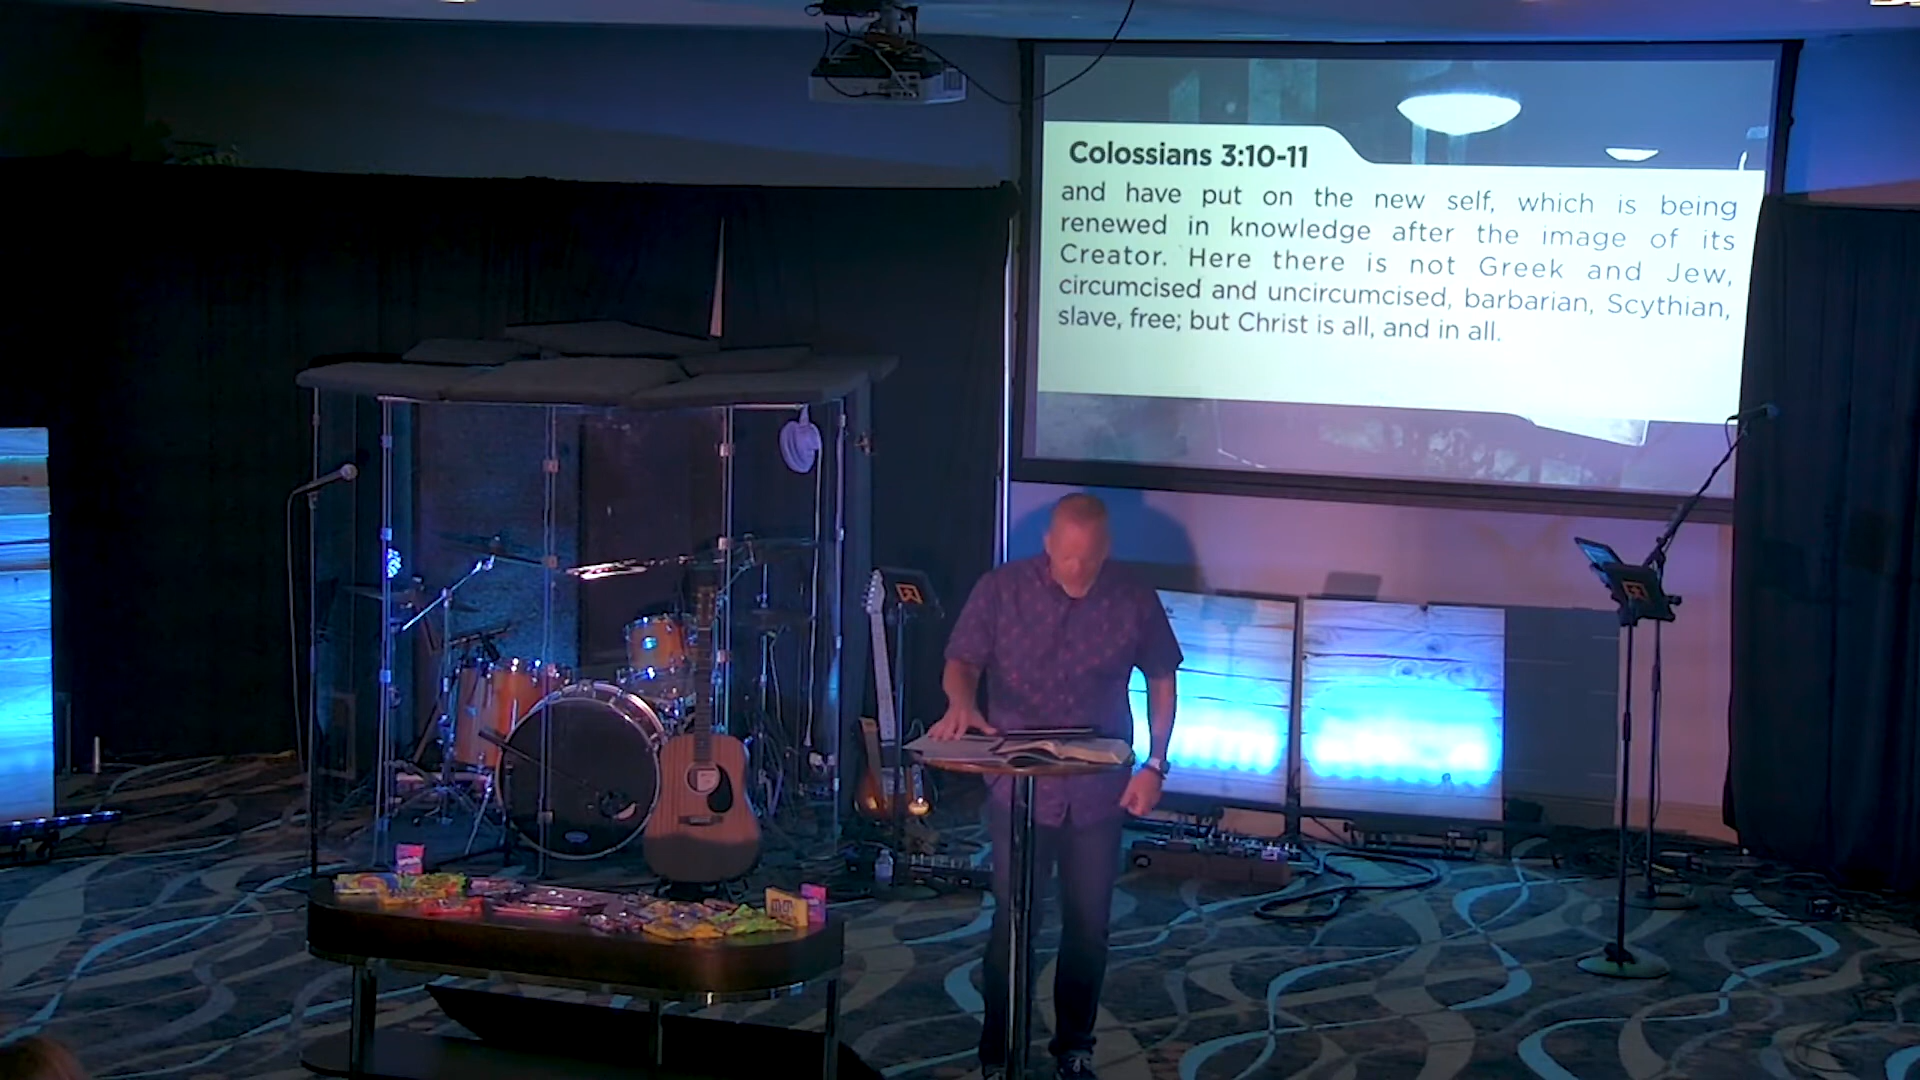 Colossians 3:10-11
and have put on the new self, which is being
renewed in knowledge after the image of its
Creator. Here there is not Greek and Jew,
circumcised and uncircumcised, barbarian, Scythian,
slave, free; but Christ is all, and in all.